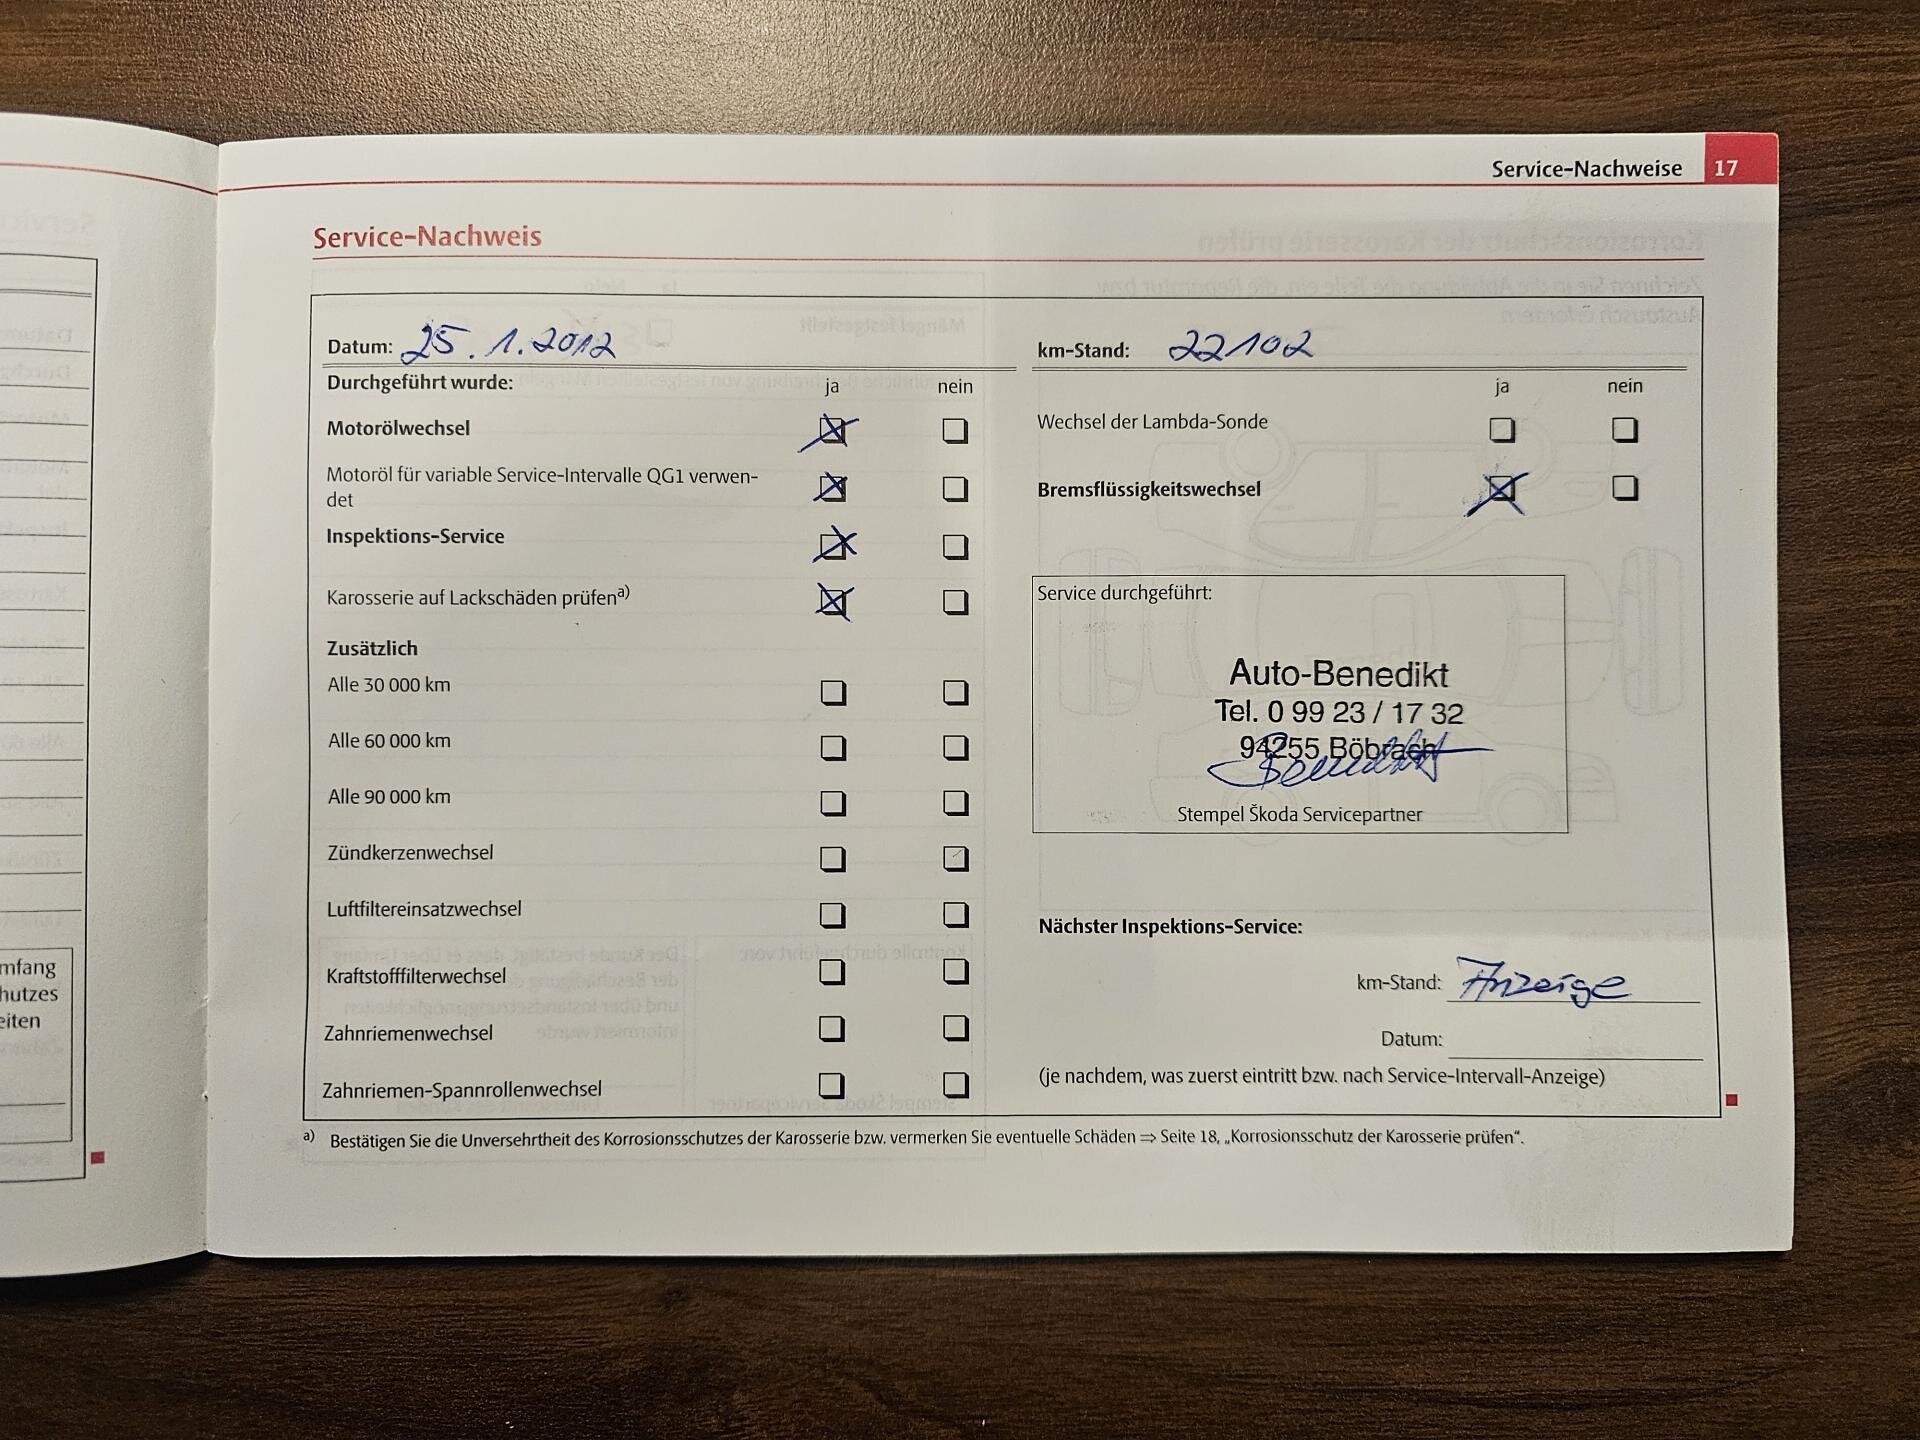 Service-Nachweise 17
Service-Nachweis
Datum: 25.1.2012
Durchgeführt wurde: ja nein
Motorölwechsel
Motoröl für variable Service-Intervalle QG1 verwen-
det
Inspektions-Service
Karosserie auf Lackschäden prüfen a)
Zusätzlich
Alle 30 000 km
Alle 60 000 km
Alle 90 000 km
Zündkerzenwechsel
Luftfiltereinsatzwechsel
Kraftstofffilterwechsel
Zahnriemenwechsel
Zahnriemen-Spannrollenwechsel
km-Stand: 22102
ja nein
Wechsel der Lambda-Sonde
Bremsflüssigkeitswechsel
Service durchgeführt:
Auto-Benedikt
Tel. 0 99 23 / 17 32
94255 Böbrach
Benedikt
Stempel Škoda Servicepartner
Nächster Inspektions-Service:
km-Stand: Anzeige
Datum:
(je nachdem, was zuerst eintritt bzw. nach Service-Intervall-Anzeige)
a) Bestätigen Sie die Unversehrtheit des Korrosionsschutzes der Karosserie bzw. vermerken Sie eventuelle Schäden ⇒ Seite 18, „Korrosionsschutz der Karosserie prüfen“.